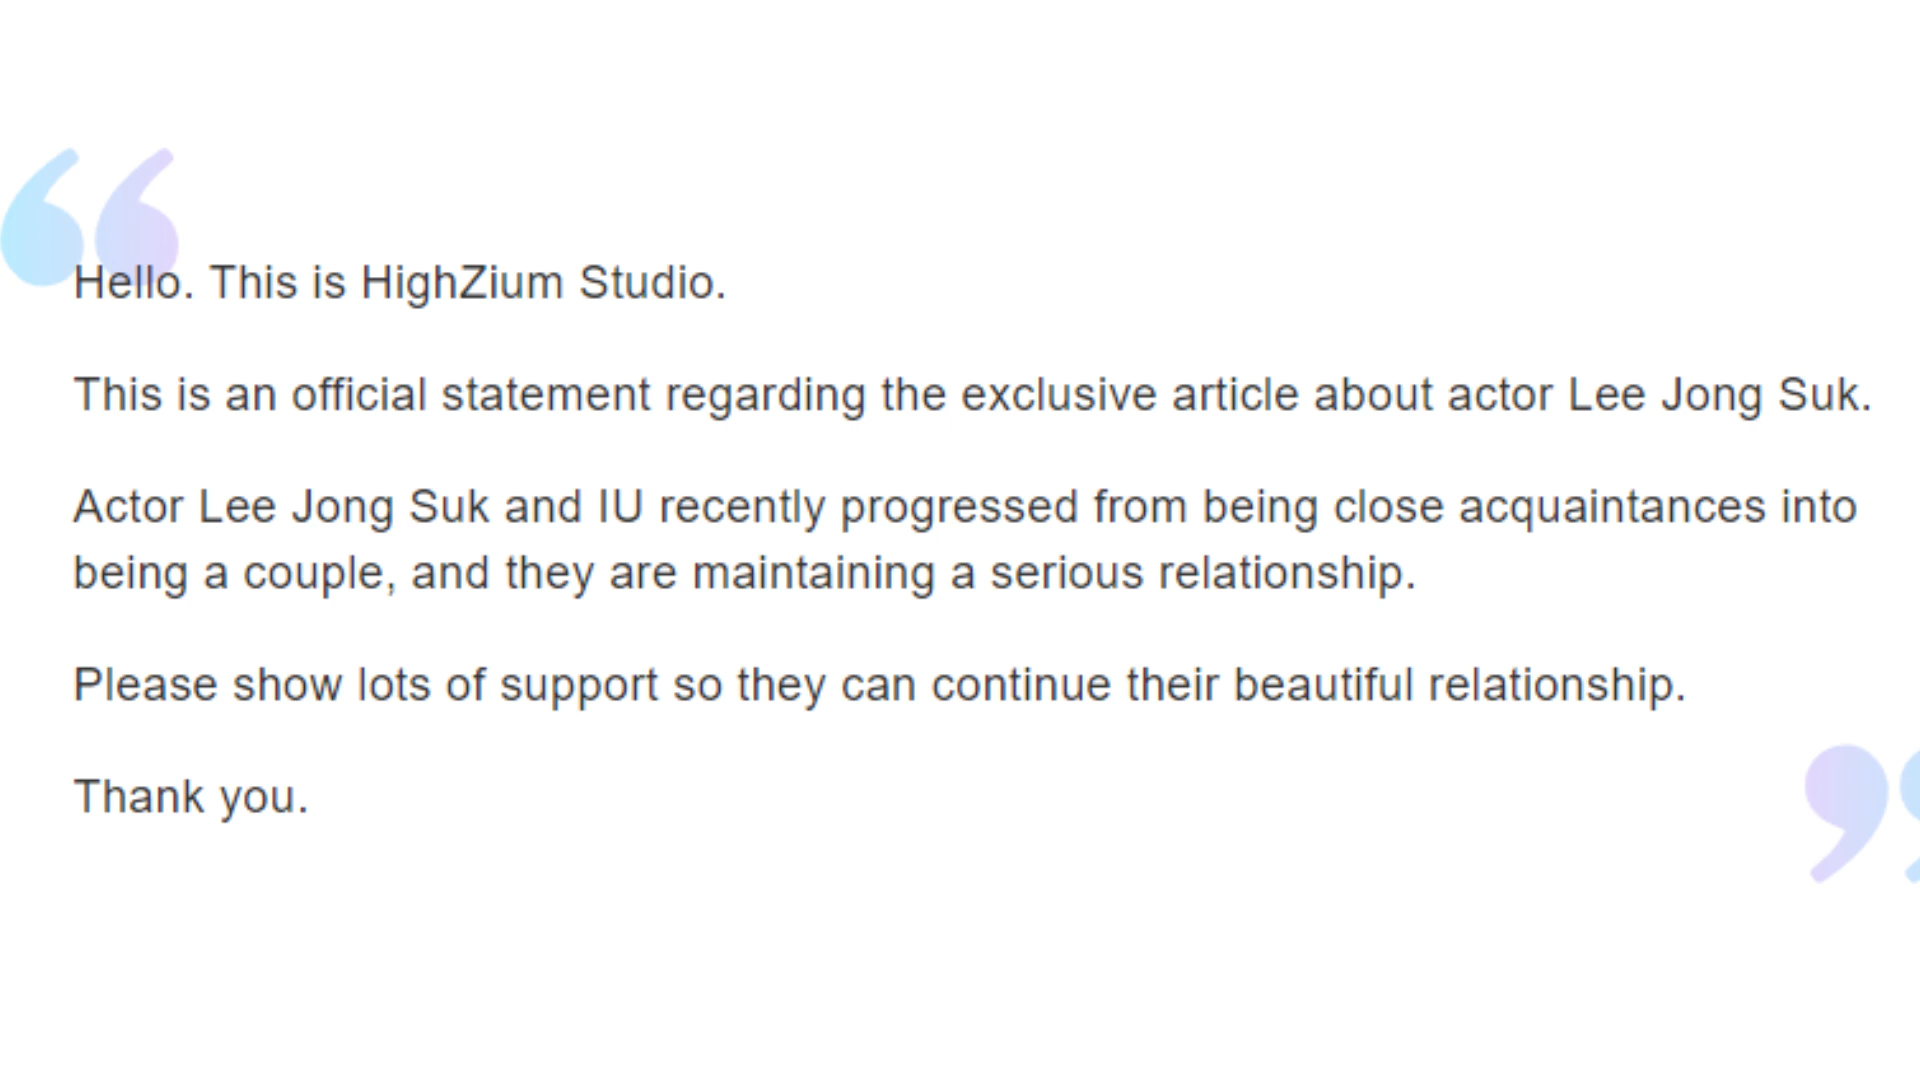 Hello. This is HighZium Studio.
This is an official statement regarding the exclusive article about actor Lee Jong Suk.
Actor Lee Jong Suk and IU recently progressed from being close acquaintances into
being a couple, and they are maintaining a serious relationship.
Please show lots of support so they can continue their beautiful relationship.
Thank you.